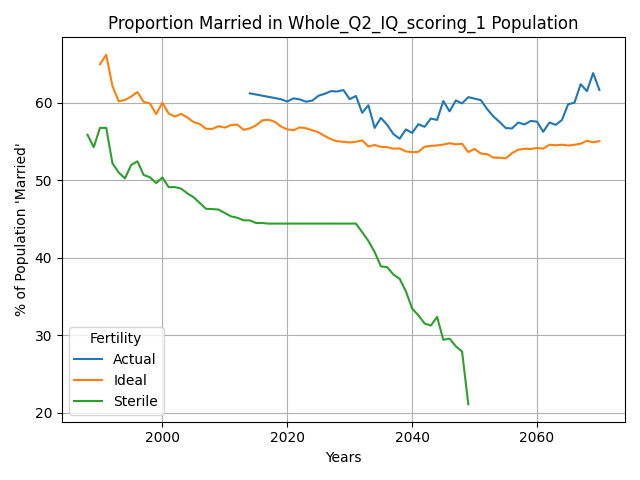 Proportion Married in Whole_Q2_IQ_scoring_1 Population
% of Population 'Married'
60
50
40
30
20
Fertility
Actual
Ideal
Sterile
2000
2020
2040
2060
Years